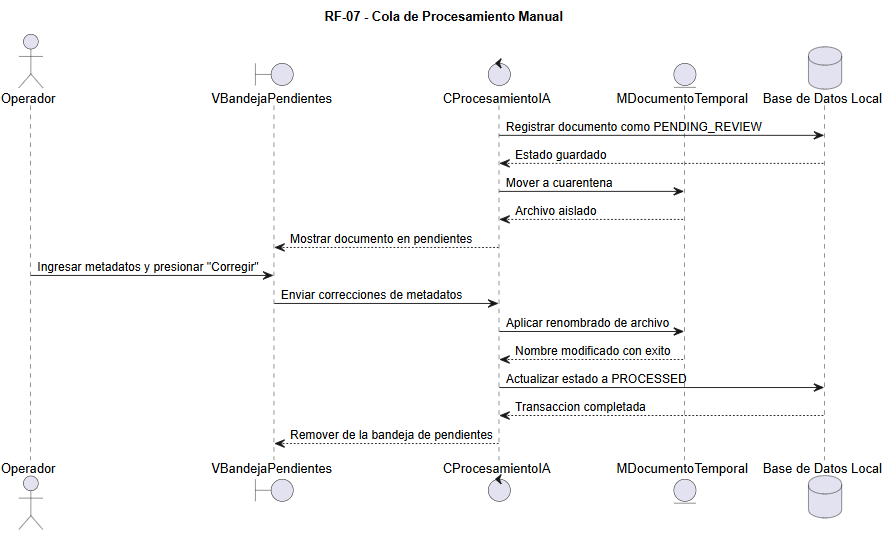 RF-07 - Cola de Procesamiento Manual
Operador
VBandejaPendientes
CProcesamientoIA
MDocumentoTemporal
Base de Datos Local
Registrar documento como PENDING_REVIEW
Estado guardado
Mover a cuarentena
Archivo aislado
Mostrar documento en pendientes
Ingresar metadatos y presionar "Corregir"
Enviar correcciones de metadatos
Aplicar renombrado de archivo
Nombre modificado con exito
Actualizar estado a PROCESSED
Transaccion completada
Remover de la bandeja de pendientes
Operador
VBandejaPendientes
CProcesamientoIA
MDocumentoTemporal
Base de Datos Local